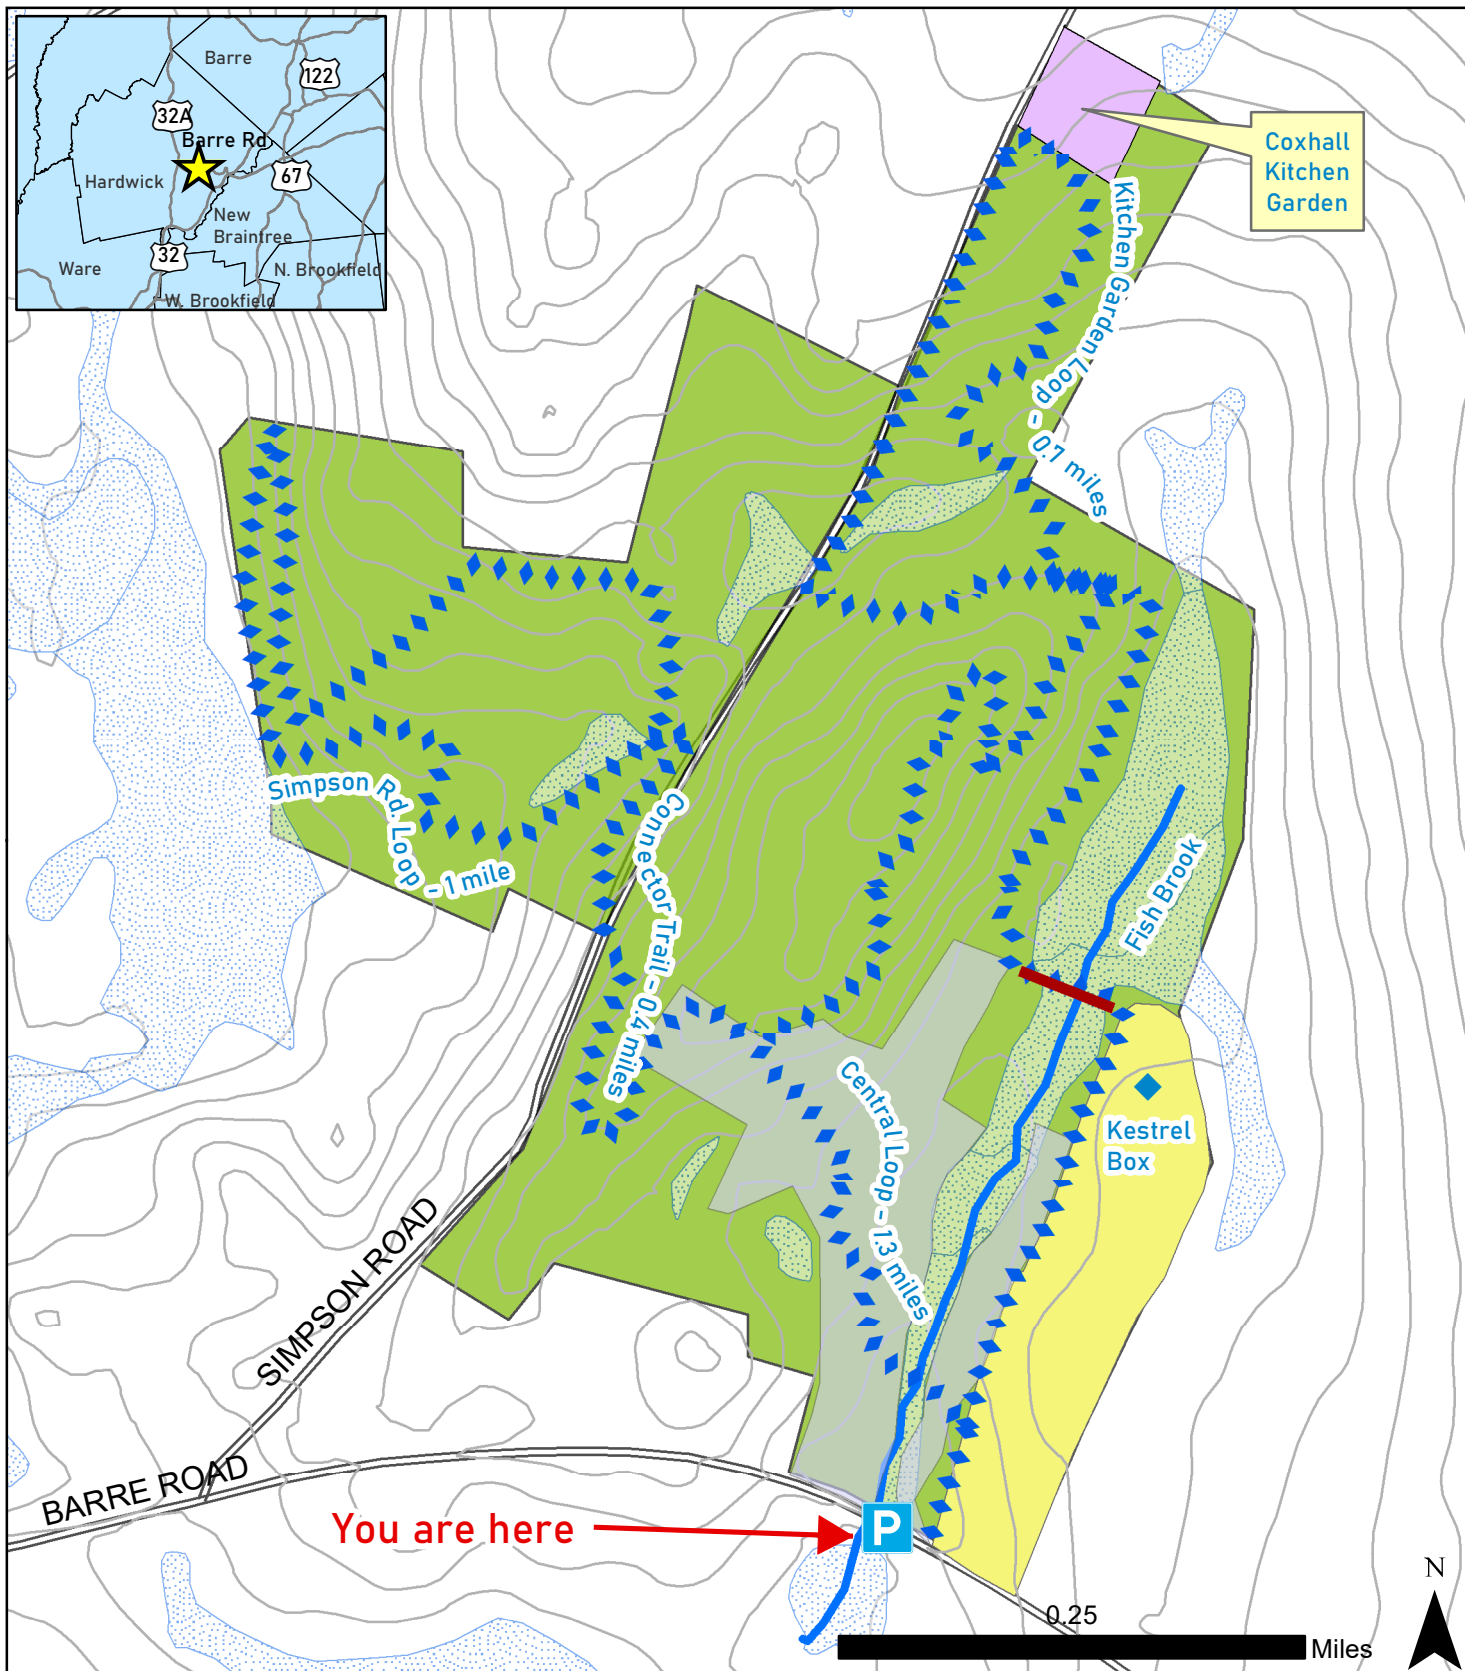 Barre
122
32A
Barre Rd
Hardwick
67
New
Braintree
32
Ware
N. Brookfield
W. Brookfield
Coxhall
Kitchen
Garden
Kitchen Garden Loop - 0.7 miles
Simpson Rd. Loop - 1 mile
Connector Trail - 0.4 miles
Fish Brook
Central Loop - 1.3 miles
Kestrel
Box
SIMPSON ROAD
BARRE ROAD
You are here
P
N
0.25
Miles